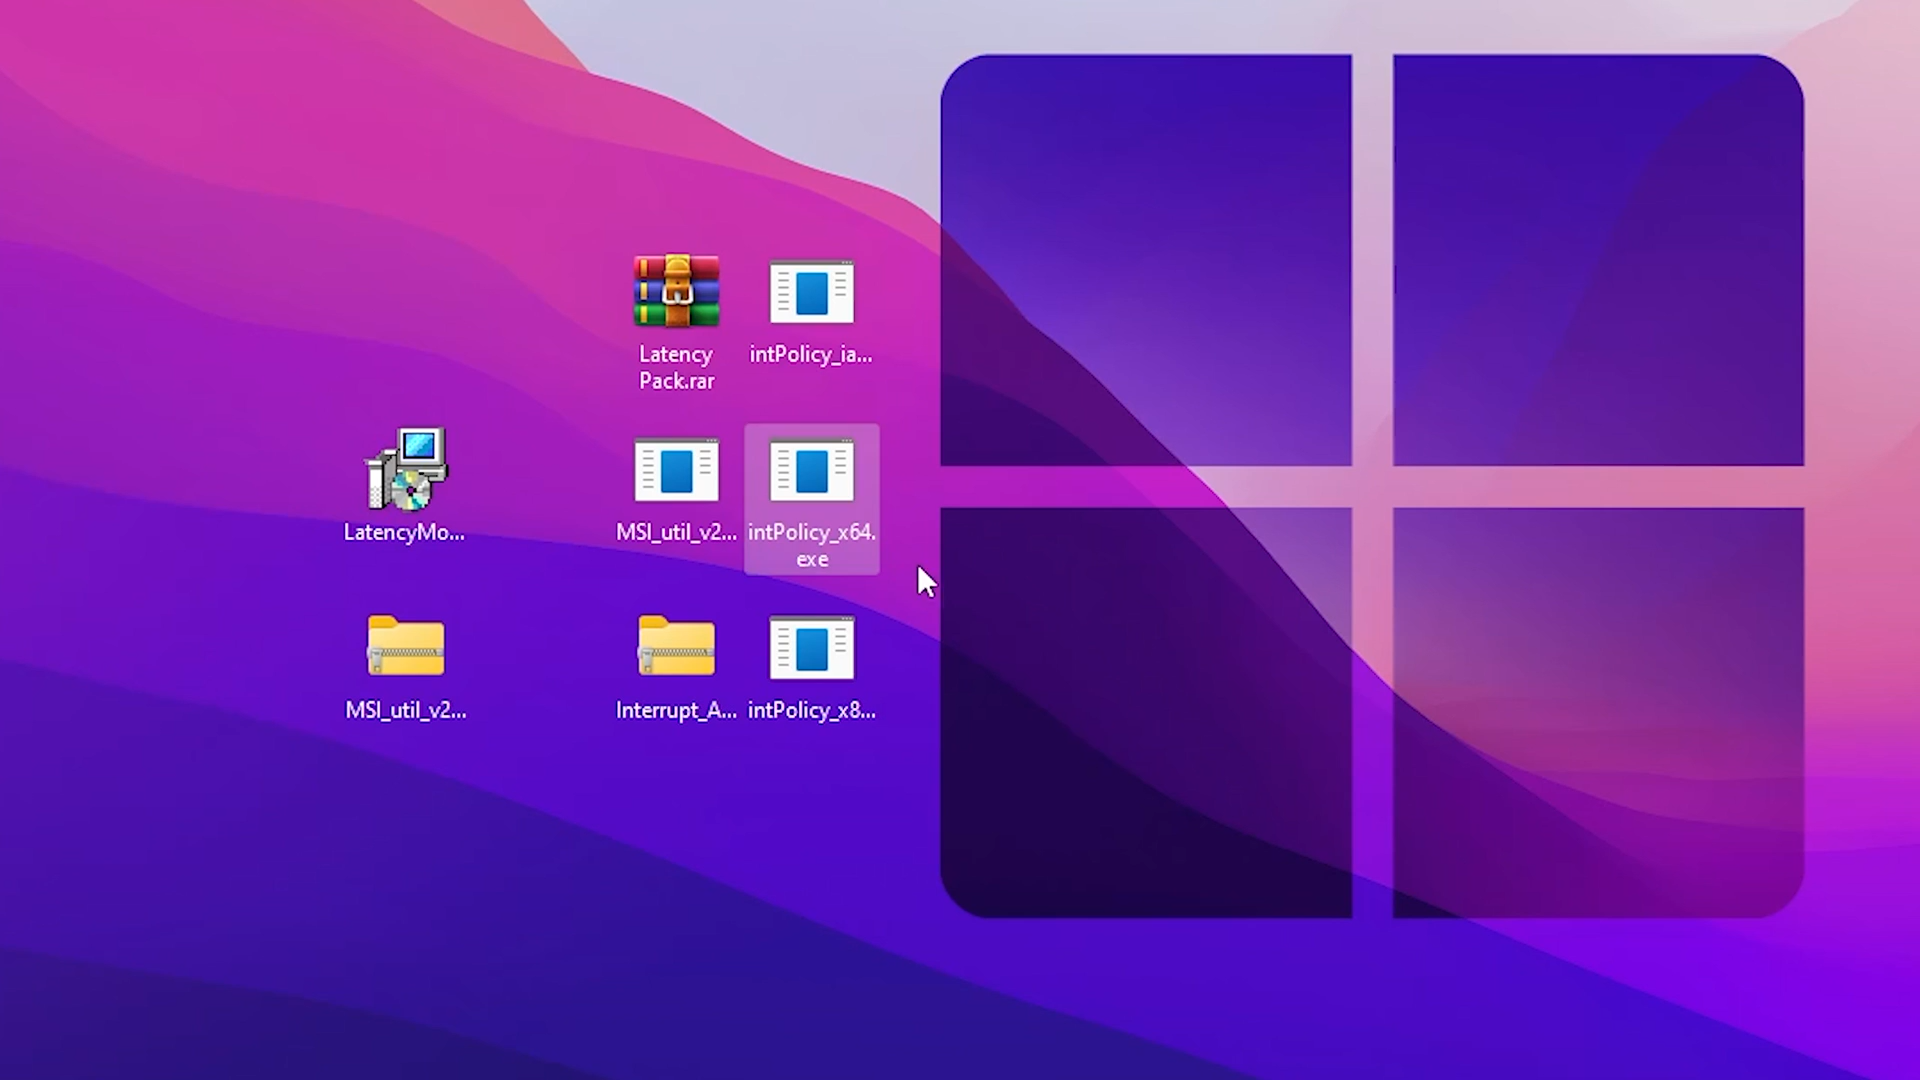 Latency
Pack.rar
intPolicy_ia...
LatencyMo...
MSI_util_v2...
intPolicy_x64.
exe
MSI_util_v2...
Interrupt_A...
intPolicy_x8...